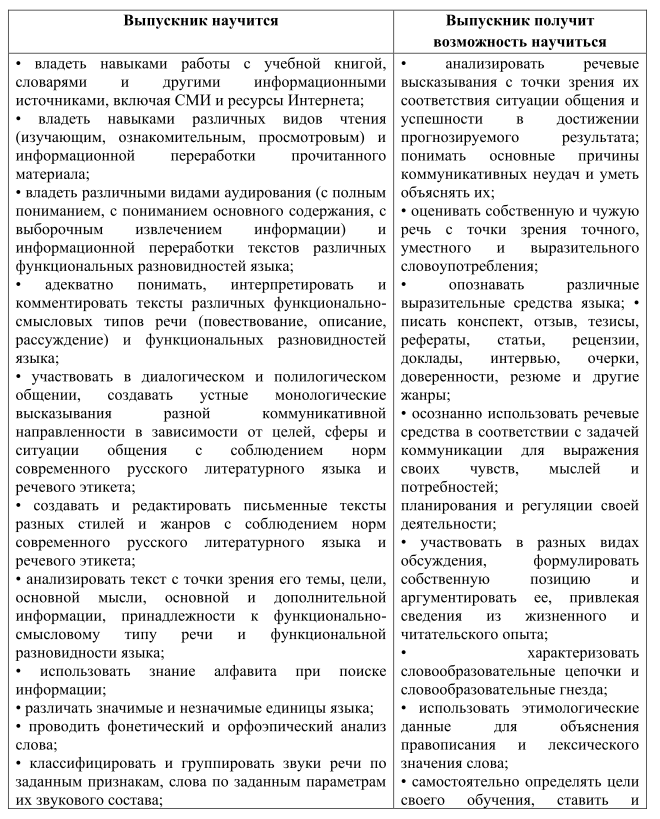 Выпускник научится
• владеть навыками работы с учебной книгой,
словарями и другими информационными
источниками, включая СМИ и ресурсы Интернета;
• владеть навыками различных видов чтения
(изучающим, ознакомительным, просмотровым) и
информационной переработки прочитанного
материала;
• владеть различными видами аудирования (с полным
пониманием, с пониманием основного содержания, с
выборочным извлечением информации) и
информационной переработки текстов различных
функциональных разновидностей языка;
• адекватно понимать, интерпретировать и
комментировать тексты различных функционально-
смысловых типов речи (повествование, описание,
рассуждение) и функциональных разновидностей
языка;
• участвовать в диалогическом и полилогическом
общении, создавать устные монологические
высказывания разной коммуникативной
направленности в зависимости от целей, сферы и
ситуации общения с соблюдением норм
современного русского литературного языка и
речевого этикета;
• создавать и редактировать письменные тексты
разных стилей и жанров с соблюдением норм
современного русского литературного языка и
речевого этикета;
• анализировать текст с точки зрения его темы, цели,
основной мысли, основной и дополнительной
информации, принадлежности к функционально-
смысловому типу речи и функциональной
разновидности языка;
• использовать знание алфавита при поиске
информации;
• различать значимые и незначимые единицы языка;
• проводить фонетический и орфоэпический анализ
слова;
• классифицировать и группировать звуки речи по
заданным признакам, слова по заданным параметрам
их звукового состава;
Выпускник получит
возможность научиться
• анализировать речевые
высказывания с точки зрения их
соответствия ситуации общения и
успешности в достижении
прогнозируемого результата;
понимать основные причины
коммуникативных неудач и уметь
объяснять их;
• оценивать собственную и чужую
речь с точки зрения точного,
уместного и выразительного
словоупотребления;
• опознавать различные
выразительные средства языка; •
писать конспект, отзыв, тезисы,
рефераты, статьи, рецензии,
доклады, интервью, очерки,
доверенности, резюме и другие
жанры;
• осознанно использовать речевые
средства в соответствии с задачей
коммуникации для выражения
своих чувств, мыслей и
потребностей;
планирования и регуляции своей
деятельности;
• участвовать в разных видах
обсуждения, формулировать
собственную позицию и
аргументировать ее, привлекая
сведения из жизненного и
читательского опыта;
• характеризовать
словообразовательные цепочки и
словообразовательные гнезда;
• использовать этимологические
данные для объяснения
правописания и лексического
значения слова;
• самостоятельно определять цели
своего обучения, ставить и